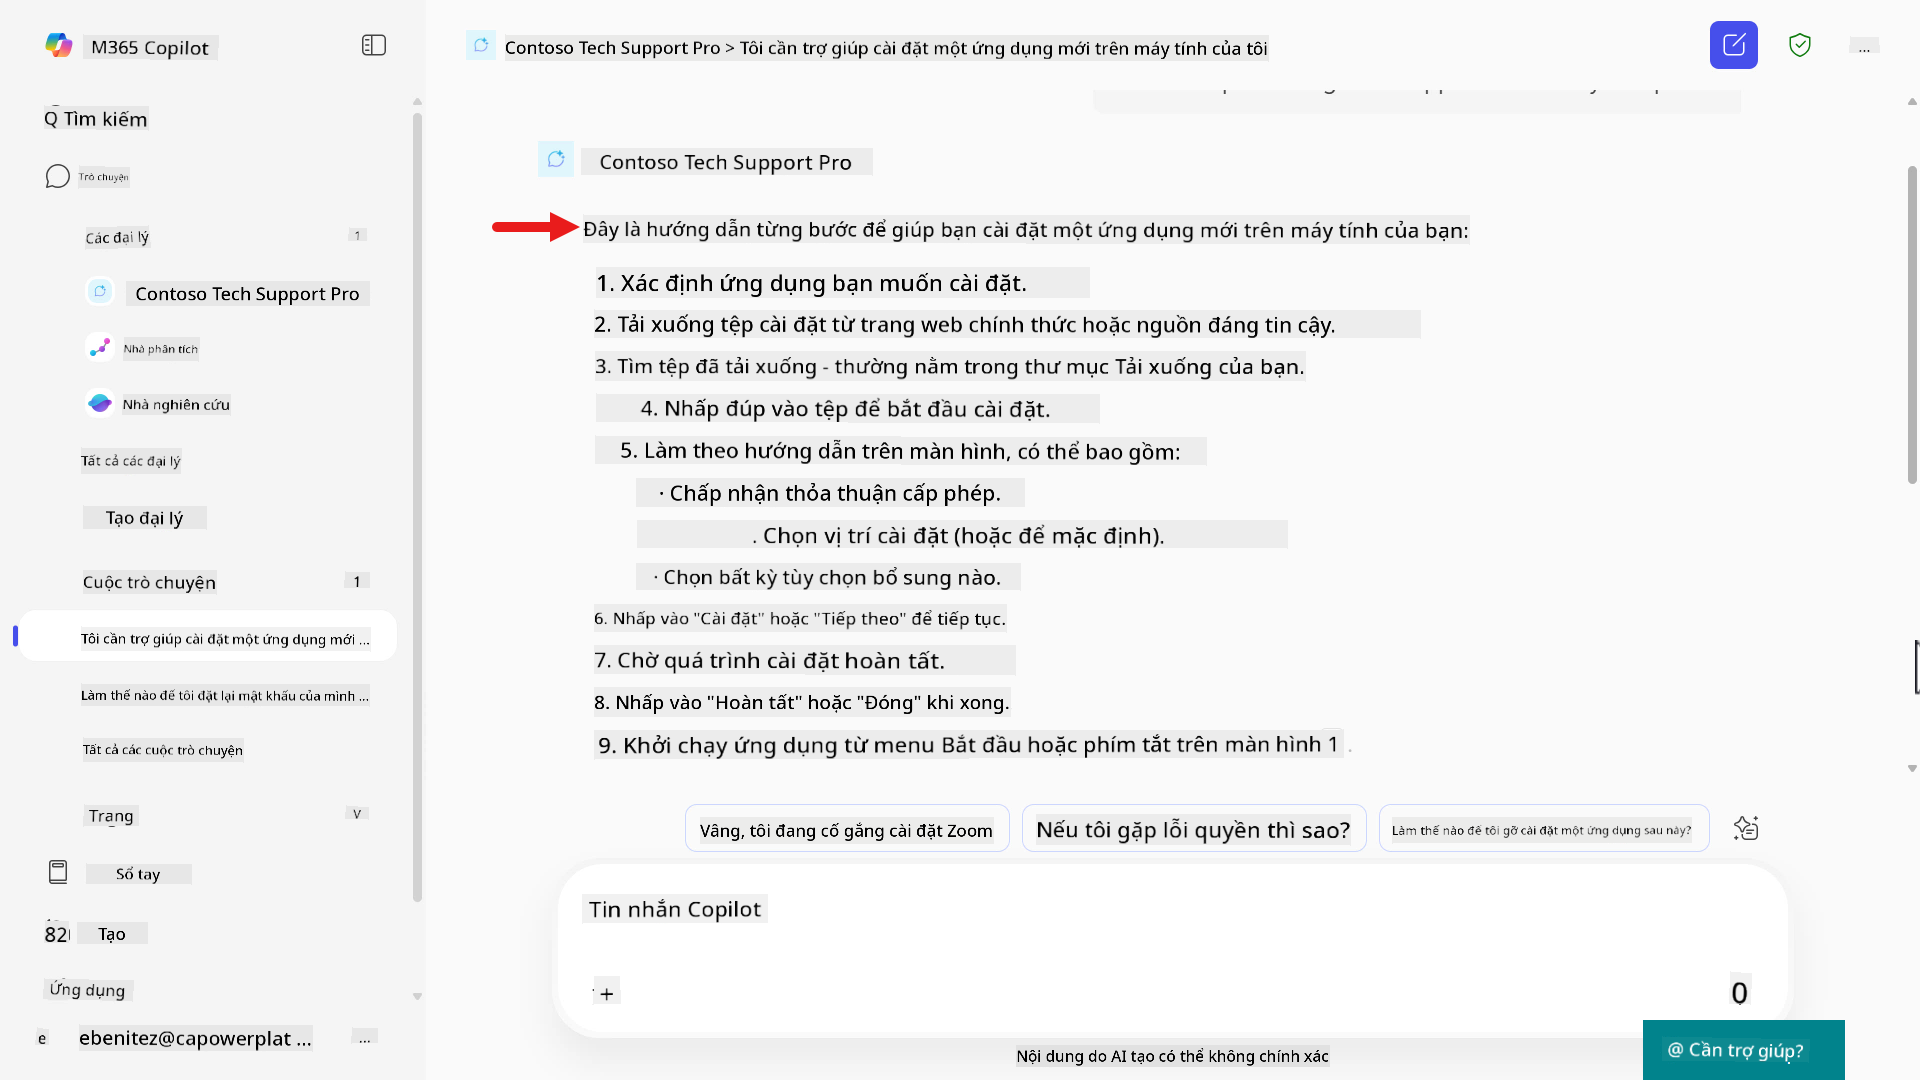 M365 Copilot
Q Tìm kiếm
Trò chuyện
Các đại lý 1
Contoso Tech Support Pro
Nhà phân tích
Nhà nghiên cứu
Tất cả các đại lý
Tạo đại lý
Cuộc trò chuyện 1
Tôi cần trợ giúp cài đặt một ứng dụng mới ...
Làm thế nào để tôi đặt lại mật khẩu của mình ...
Tất cả các cuộc trò chuyện
Trang V
Sổ tay
82 Tạo
Ứng dụng
e ebenitez@capowerplat ... ...
Contoso Tech Support Pro > Tôi cần trợ giúp cài đặt một ứng dụng mới trên máy tính của tôi
...
Contoso Tech Support Pro
Đây là hướng dẫn từng bước để giúp bạn cài đặt một ứng dụng mới trên máy tính của bạn:
1. Xác định ứng dụng bạn muốn cài đặt.
2. Tải xuống tệp cài đặt từ trang web chính thức hoặc nguồn đáng tin cậy.
3. Tìm tệp đã tải xuống - thường nằm trong thư mục Tải xuống của bạn.
4. Nhấp đúp vào tệp để bắt đầu cài đặt.
5. Làm theo hướng dẫn trên màn hình, có thể bao gồm:
· Chấp nhận thỏa thuận cấp phép.
. Chọn vị trí cài đặt (hoặc để mặc định).
· Chọn bất kỳ tùy chọn bổ sung nào.
6. Nhấp vào "Cài đặt" hoặc "Tiếp theo" để tiếp tục.
7. Chờ quá trình cài đặt hoàn tất.
8. Nhấp vào "Hoàn tất" hoặc "Đóng" khi xong.
9. Khởi chạy ứng dụng từ menu Bắt đầu hoặc phím tắt trên màn hình 1 .
Vâng, tôi đang cố gắng cài đặt Zoom
Nếu tôi gặp lỗi quyền thì sao?
Làm thế nào để tôi gỡ cài đặt một ứng dụng sau này?
Tin nhắn Copilot
+
0
Nội dung do AI tạo có thể không chính xác
@ Cần trợ giúp?